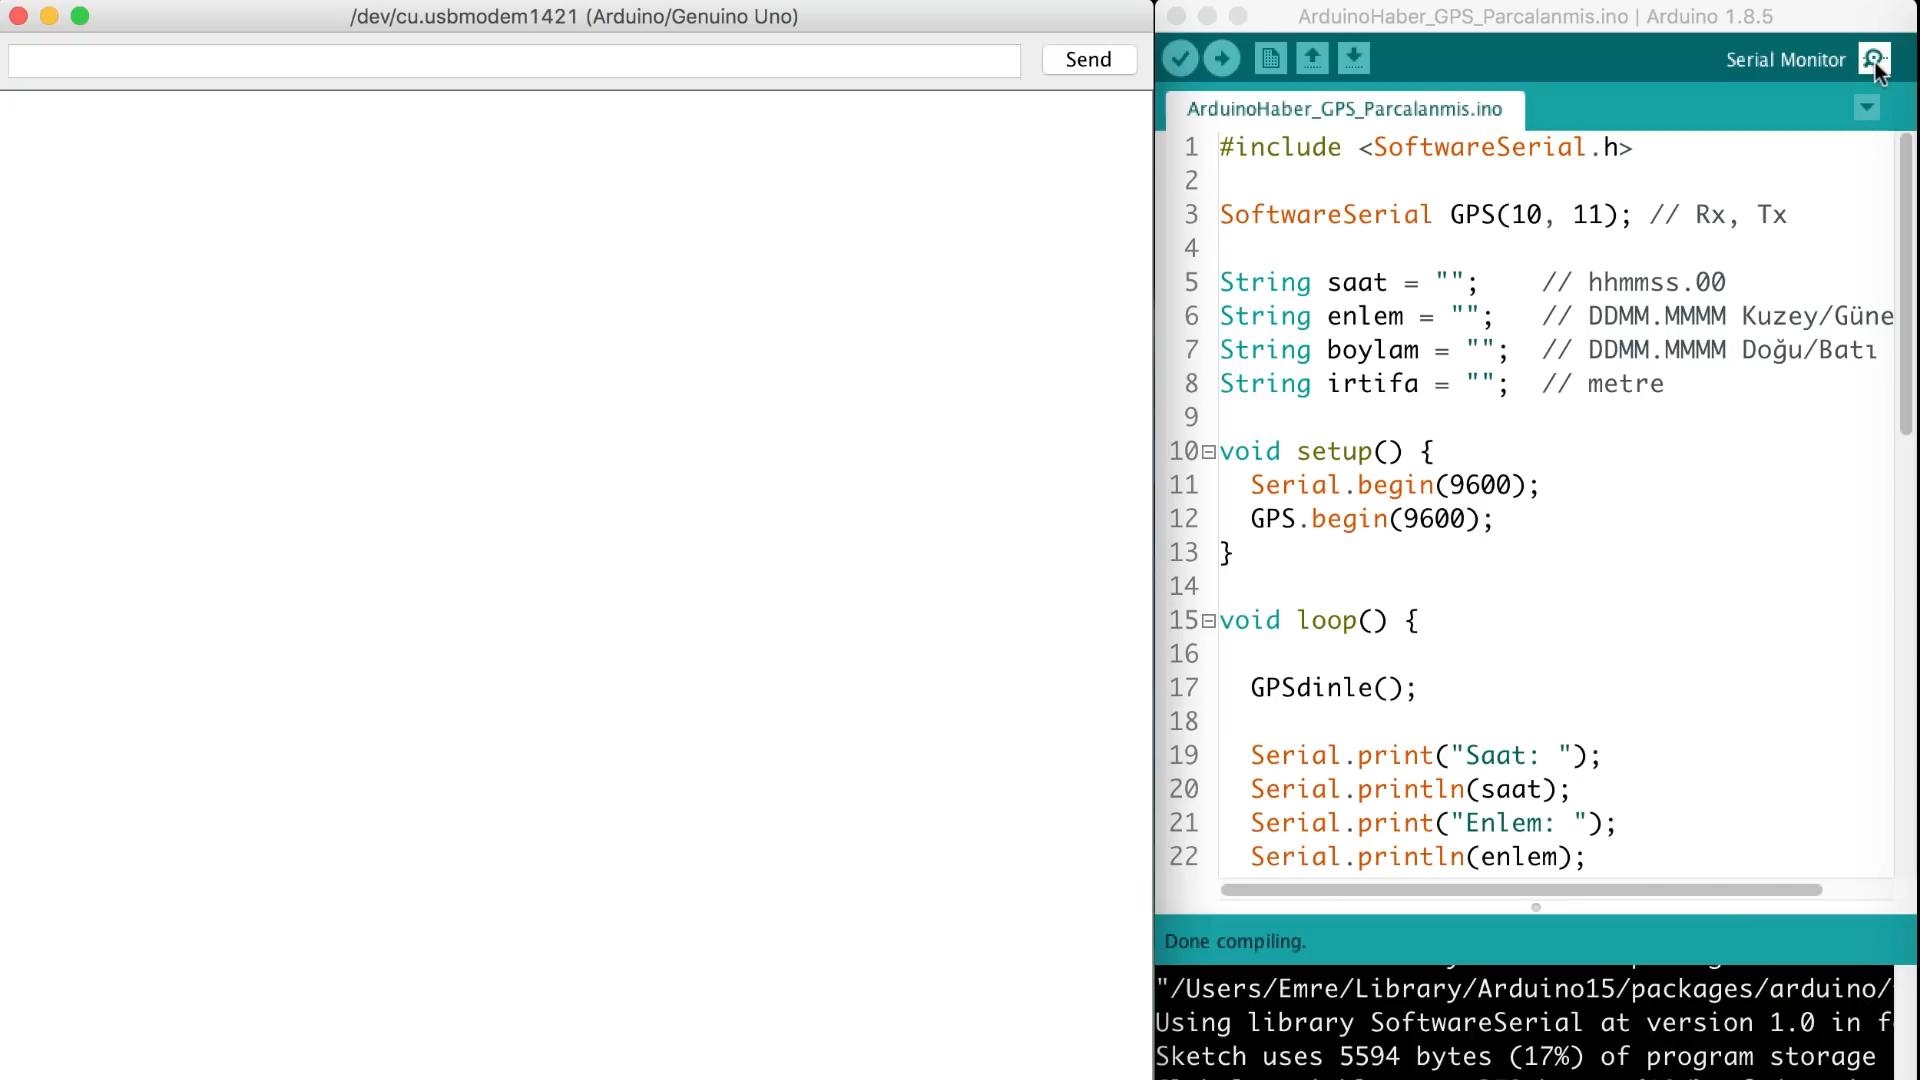 /dev/cu.usbmodem1421 (Arduino/Genuino Uno)
Send
ArduinoHaber_GPS_Parcalanmis.ino | Arduino 1.8.5
Serial Monitor
ArduinoHaber_GPS_Parcalanmis.ino
1 #include <SoftwareSerial.h>
2
3 SoftwareSerial GPS(10, 11); // Rx, Tx
4
5 String saat = "";    // hhmmss.00
6 String enlem = "";   // DDMM.MMMM Kuzey/Güne
7 String boylam = "";  // DDMM.MMMM Doğu/Batı
8 String irtifa = "";  // metre
9
10 void setup() {
11   Serial.begin(9600);
12   GPS.begin(9600);
13 }
14
15 void loop() {
16
17   GPSdinle();
18
19   Serial.print("Saat: ");
20   Serial.println(saat);
21   Serial.print("Enlem: ");
22   Serial.println(enlem);
Done compiling.
"/Users/Emre/Library/Arduino15/packages/arduino/
Using library SoftwareSerial at version 1.0 in f
Sketch uses 5594 bytes (17%) of program storage